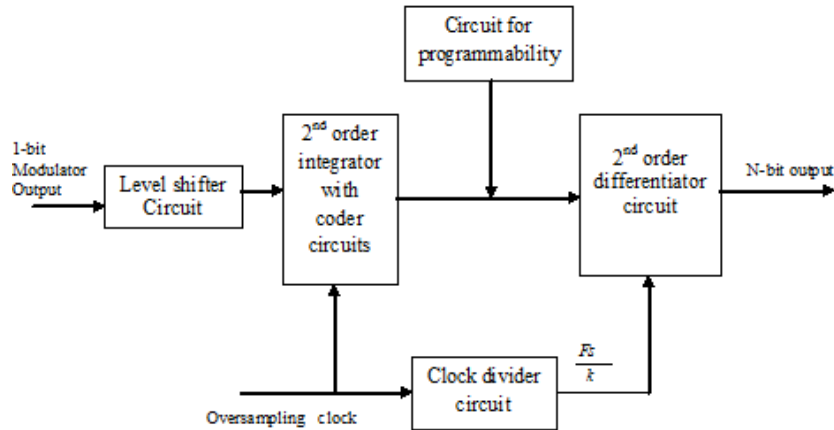 Circuit for
programmability
1-bit
Modulator
Output
Level shifter
Circuit
2nd order
integrator
with
coder
circuits
2nd order
differentiator
circuit
N-bit output
Oversampling clock
Clock divider
circuit
Fs
k